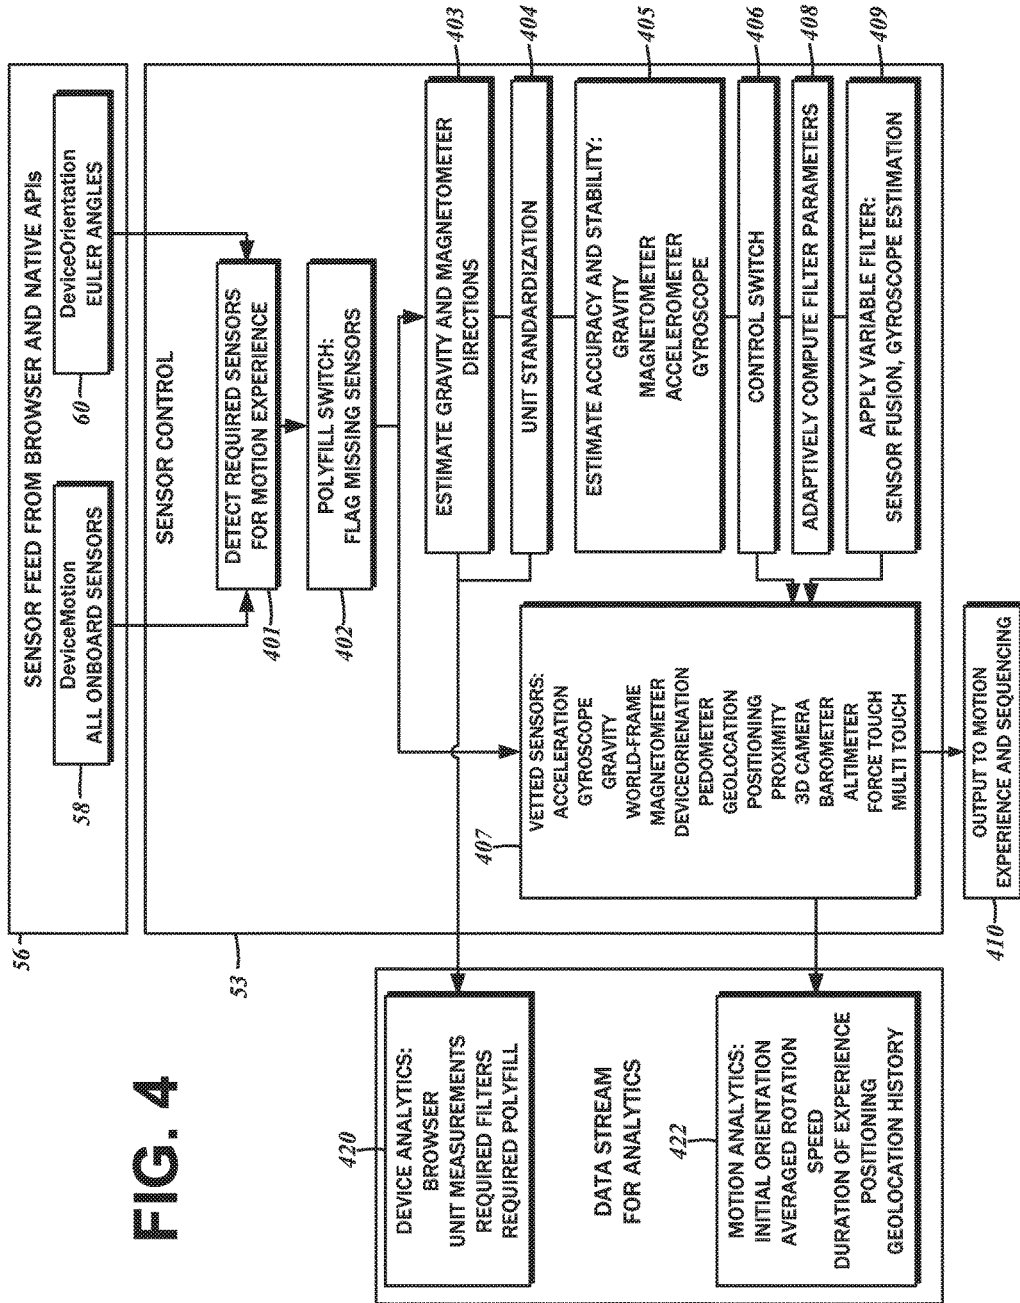 FIG. 4
56
SENSOR FEED FROM BROWSER AND NATIVE APIs
58
DeviceMotion
ALL ONBOARD SENSORS
60
DeviceOrientation
EULER ANGLES
53
SENSOR CONTROL
401
DETECT REQUIRED SENSORS
FOR MOTION EXPERIENCE
402
POLYFILL SWITCH:
FLAG MISSING SENSORS
403
ESTIMATE GRAVITY AND MAGNETOMETER
DIRECTIONS
404
UNIT STANDARDIZATION
405
ESTIMATE ACCURACY AND STABILITY:
GRAVITY
MAGNETOMETER
ACCELEROMETER
GYROSCOPE
406
CONTROL SWITCH
408
ADAPTIVELY COMPUTE FILTER PARAMETERS
409
APPLY VARIABLE FILTER:
SENSOR FUSION, GYROSCOPE ESTIMATION
407
VETTED SENSORS:
ACCELERATION
GYROSCOPE
GRAVITY
WORLD-FRAME
MAGNETOMETER
DEVICEORIENATION
PEDOMETER
GEOLOCATION
POSITIONING
PROXIMITY
3D CAMERA
BAROMETER
ALTIMETER
FORCE TOUCH
MULTI TOUCH
410
OUTPUT TO MOTION
EXPERIENCE AND SEQUENCING
420
DEVICE ANALYTICS:
BROWSER
UNIT MEASUREMENTS
REQUIRED FILTERS
REQUIRED POLYFILL
DATA STREAM
FOR ANALYTICS
422
MOTION ANALYTICS:
INITIAL ORIENTATION
AVERAGED ROTATION
SPEED
DURATION OF EXPERIENCE
POSITIONING
GEOLOCATION HISTORY